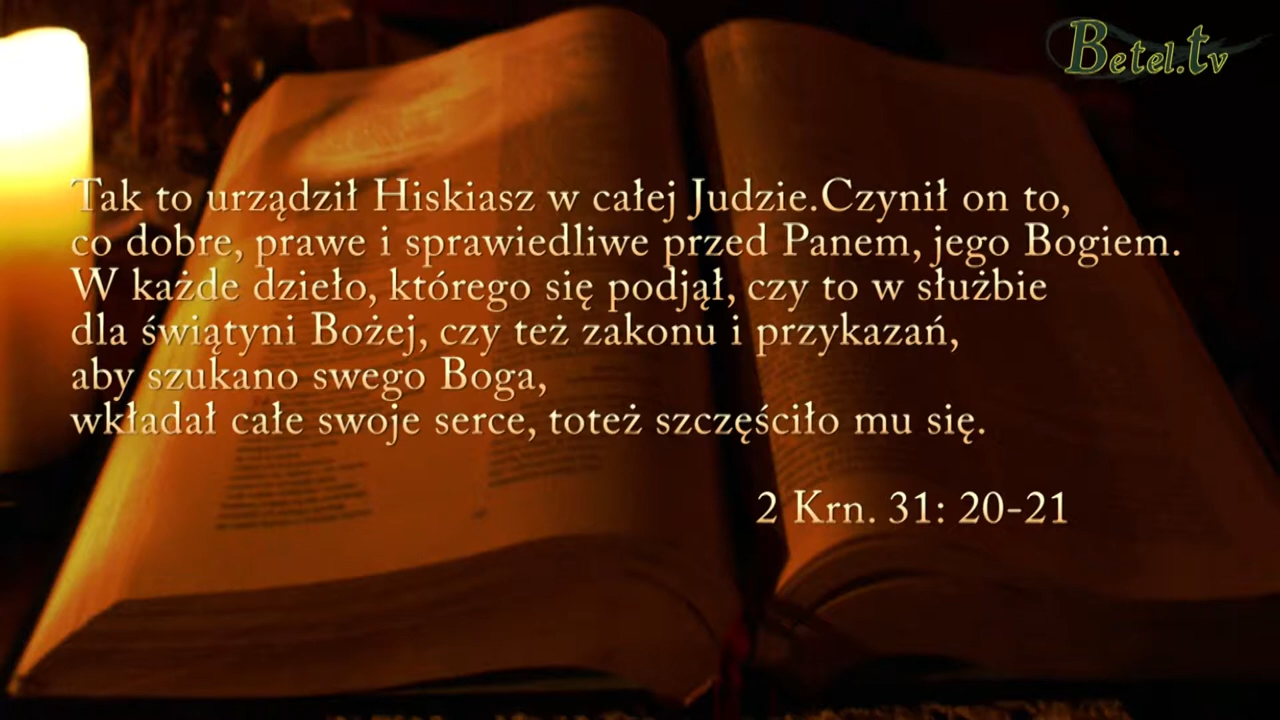 Betel.tv
Tak to urządził Hiskiasz w całej Judzie.Czynił on to,
co dobre, prawe i sprawiedliwe przed Panem, jego Bogiem.
W każde dzieło, którego się podjął, czy to w służbie
dla świątyni Bożej, czy też zakonu i przykazań,
aby szukano swego Boga,
wkładał całe swoje serce, toteż szczęściło mu się.
2 Krn. 31: 20-21